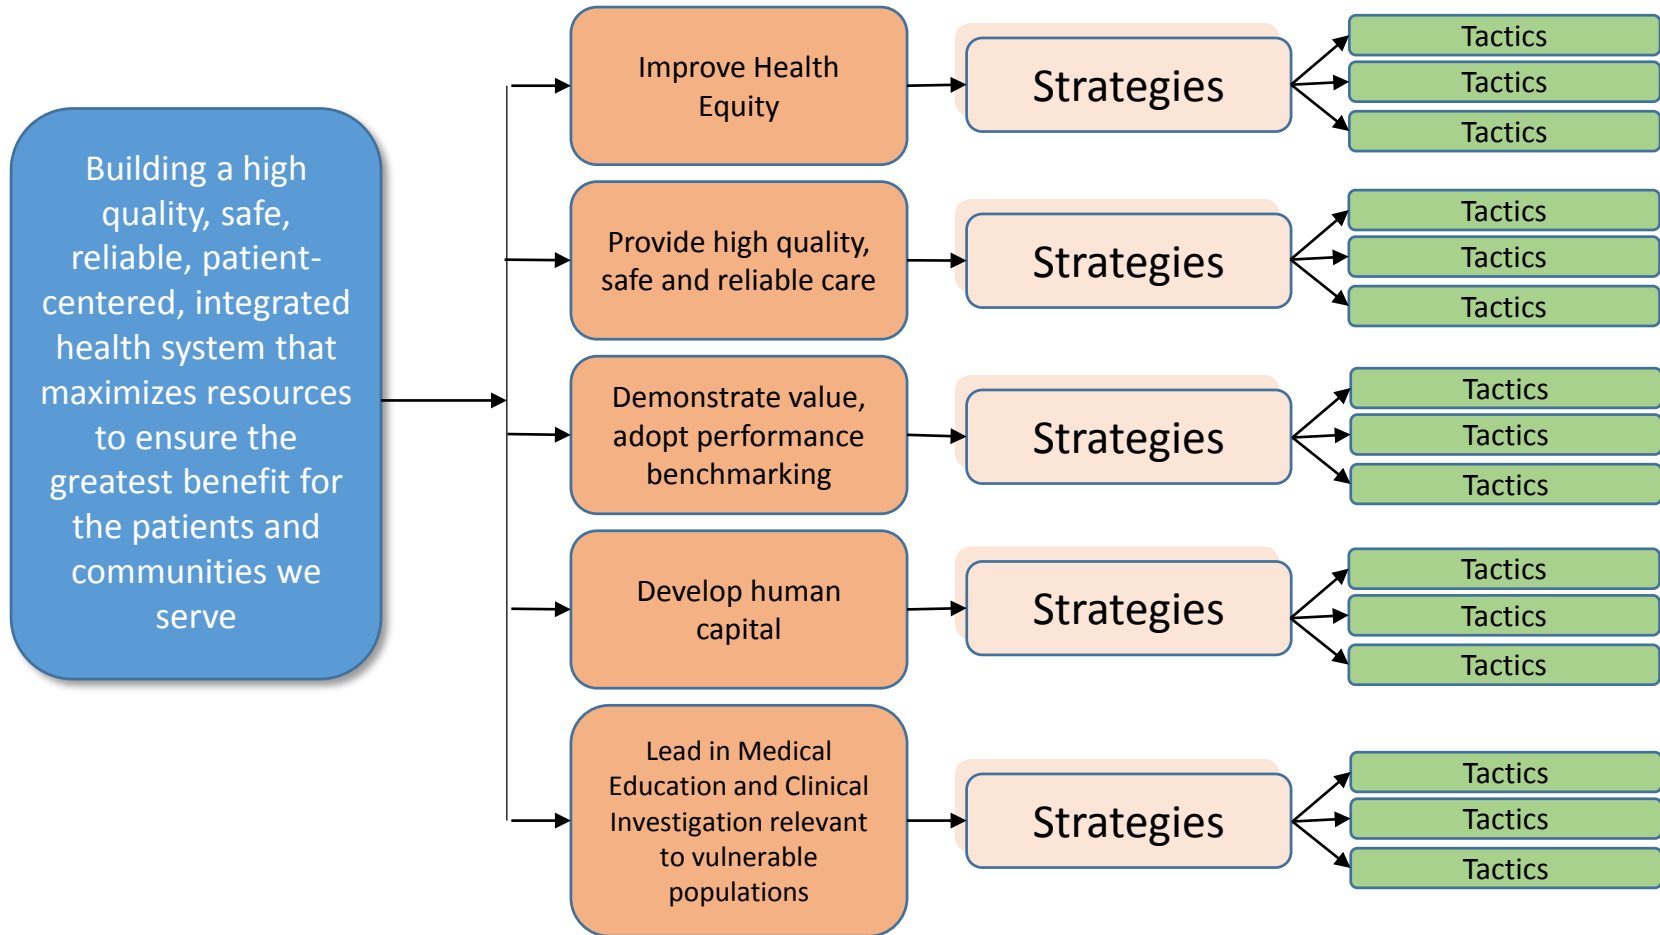 Building a high
quality, safe,
reliable, patient-
centered, integrated
health system that
maximizes resources
to ensure the
greatest benefit for
the patients and
communities we
serve
Improve Health
Equity
Strategies
Tactics
Tactics
Tactics
Provide high quality,
safe and reliable care
Strategies
Tactics
Tactics
Tactics
Demonstrate value,
adopt performance
benchmarking
Strategies
Tactics
Tactics
Tactics
Develop human
capital
Strategies
Tactics
Tactics
Tactics
Lead in Medical
Education and Clinical
Investigation relevant
to vulnerable
populations
Strategies
Tactics
Tactics
Tactics